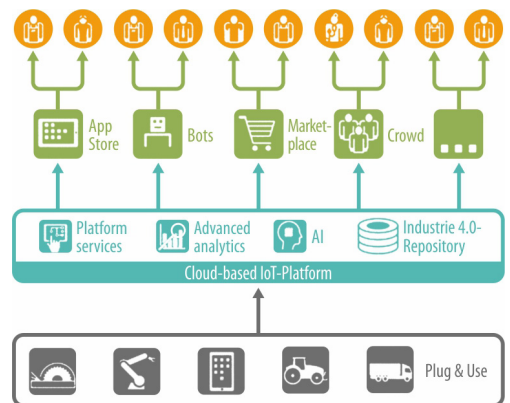 App
Store
Bots
Market-
place
Crowd
Platform
services
Advanced
analytics
AI
Industrie 4.0-
Repository
Cloud-based IoT-Platform
Plug & Use